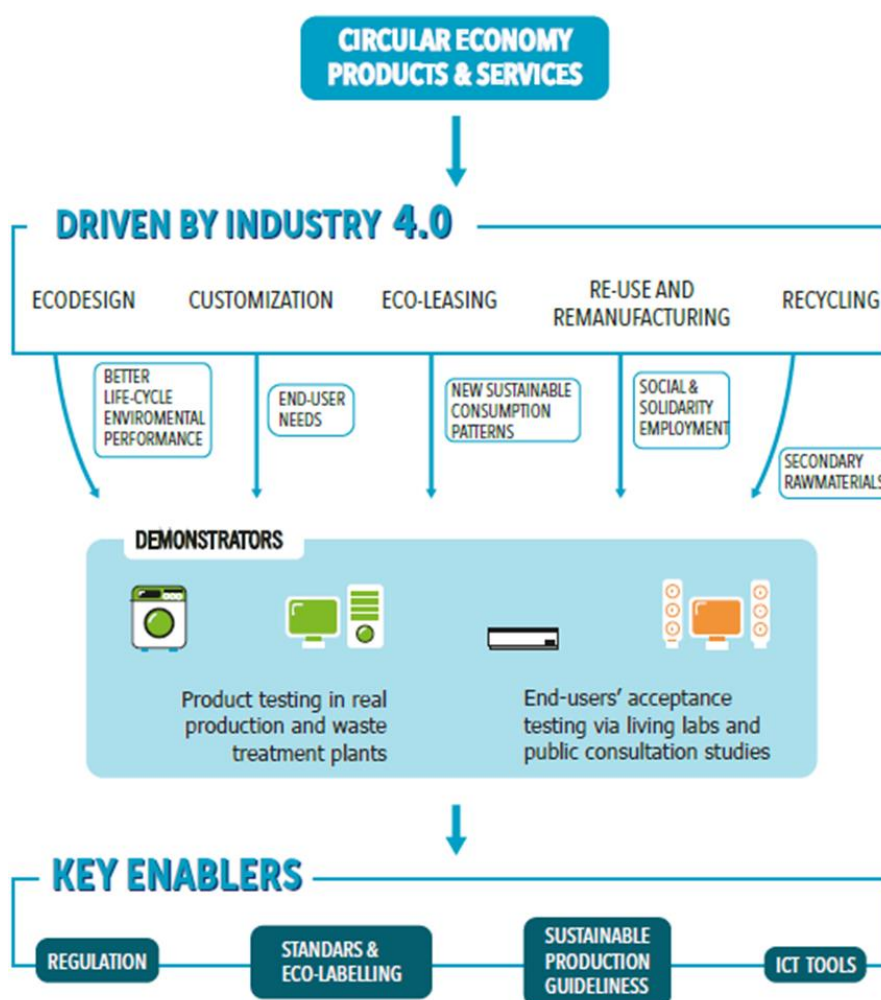 CIRCULAR ECONOMY
PRODUCTS & SERVICES
DRIVEN BY INDUSTRY 4.0
ECODESIGN
CUSTOMIZATION
ECO-LEASING
RE-USE AND
REMANUFACTURING
RECYCLING
BETTER
LIFE-CYCLE
ENVIROMENTAL
PERFORMANCE
END-USER
NEEDS
NEW SUSTAINABLE
CONSUMPTION
PATTERNS
SOCIAL &
SOLIDARITY
EMPLOYMENT
SECONDARY
RAWMATERIALS
DEMONSTRATORS
Product testing in real
production and waste
treatment plants
End-users' acceptance
testing via living labs and
public consultation studies
KEY ENABLERS
REGULATION
STANDARS &
ECO-LABELLING
SUSTAINABLE
PRODUCTION
GUIDELINESS
ICT TOOLS